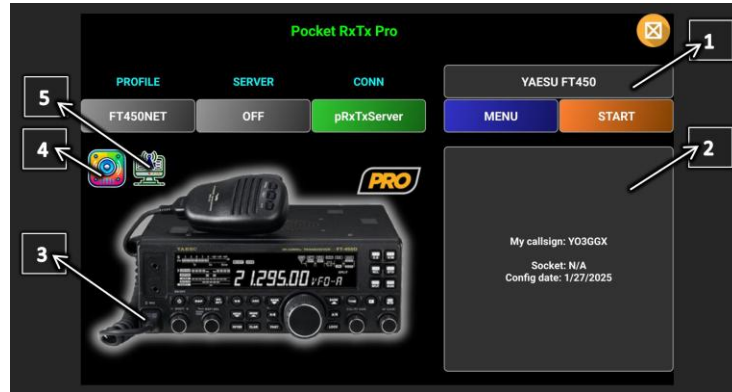 Pocket RxTx Pro
1
PROFILE SERVER CONN YAESU FT450
5
FT450NET OFF pRxTxServer MENU START
4
2
PRO
My callsign: YO3GGX
3
YAESU
Socket: N/A
Config date: 1/27/2025
21.295.00 VFO-A